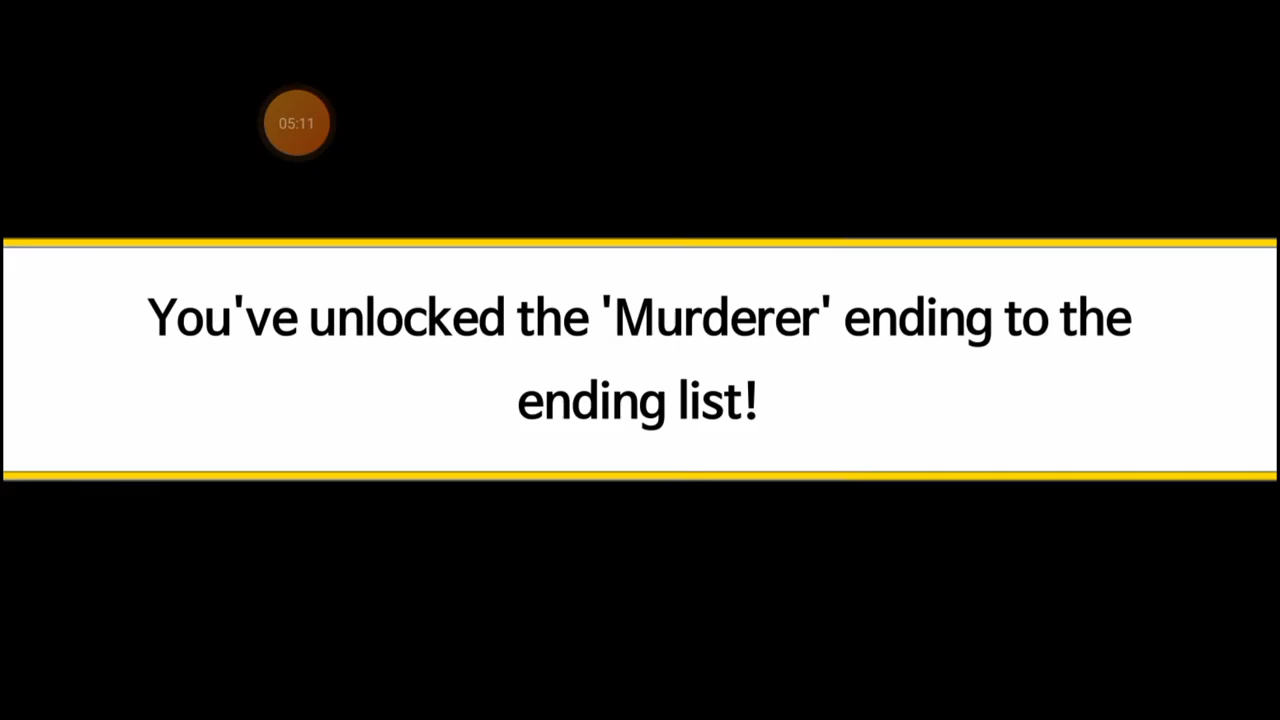 05:11
You've unlocked the 'Murderer' ending to the
ending list!